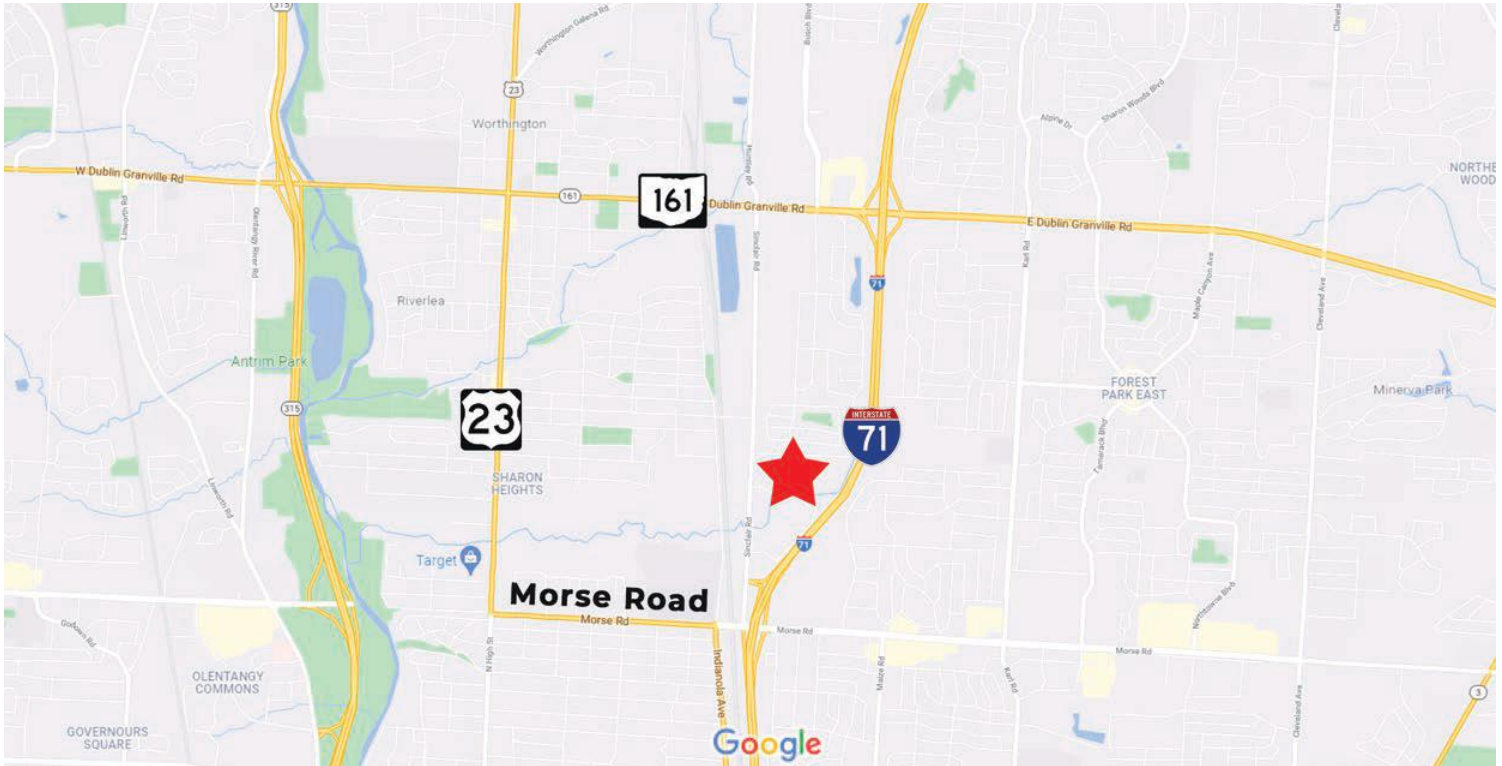 315
Worthington Galena Rd
Busch Blvd
Cleveland Ave
23
Worthington
Alpine Dr
Sharon Woods Blvd
Huntley Rd
W Dublin Granville Rd
161
161
Dublin Granville Rd
E Dublin Granville Rd
NORTHE
WOOD
Linworth Rd
Olentangy River Rd
Sinclair Rd
Karl Rd
Maple Canyon Ave
Cleveland Ave
71
Riverlea
Antrim Park
FOREST
PARK EAST
Minerva Park
315
23
INTERSTATE
71
Tamarack Blvd
SHARON
HEIGHTS
Linworth Rd
Sinclair Rd
71
Target
Morse Road
Morse Rd
Morse Rd
Morse Rd
Northtowne Blvd
Godown Rd
N High St
Indianola Ave
Maize Rd
Karl Rd
OLENTANGY
COMMONS
Cleveland Ave
3
GOVERNOURS
SQUARE
Google